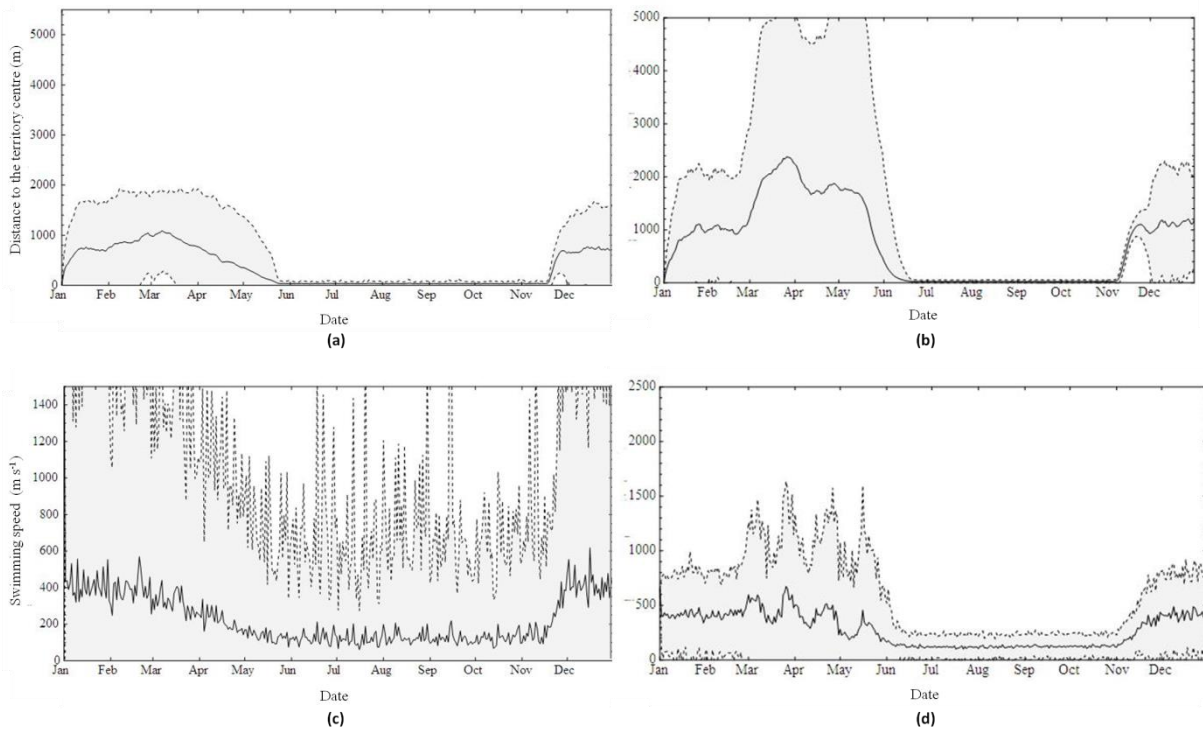 Distance to the territory centre (m)
5000
4000
3000
2000
1000
0
Jan Feb Mar Apr May Jun Jul Aug Sep Oct Nov Dec
Date
(a)
5000
4000
3000
2000
1000
0
Jan Feb Mar Apr May Jun Jul Aug Sep Oct Nov Dec
Date
(b)
Swumming speed (m s⁻¹)
1400
1200
1000
800
600
400
200
0
Jan Feb Mar Apr May Jun Jul Aug Sep Oct Nov Dec
Date
(c)
2500
2000
1500
1000
500
0
Jan Feb Mar Apr May Jun Jul Aug Sep Oct Nov Dec
Date
(d)